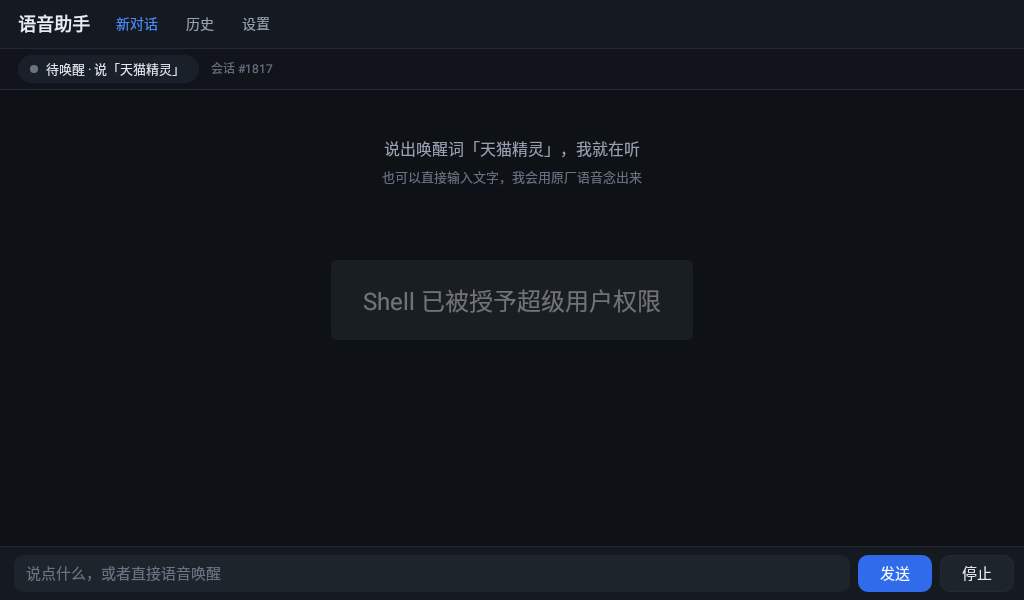 语音助手 新对话 历史 设置
待唤醒 · 说「天猫精灵」 会话 #1817
说出唤醒词「天猫精灵」，我就在听
也可以直接输入文字，我会用原厂语音念出来
Shell 已被授予超级用户权限
说点什么，或者直接语音唤醒 发送 停止